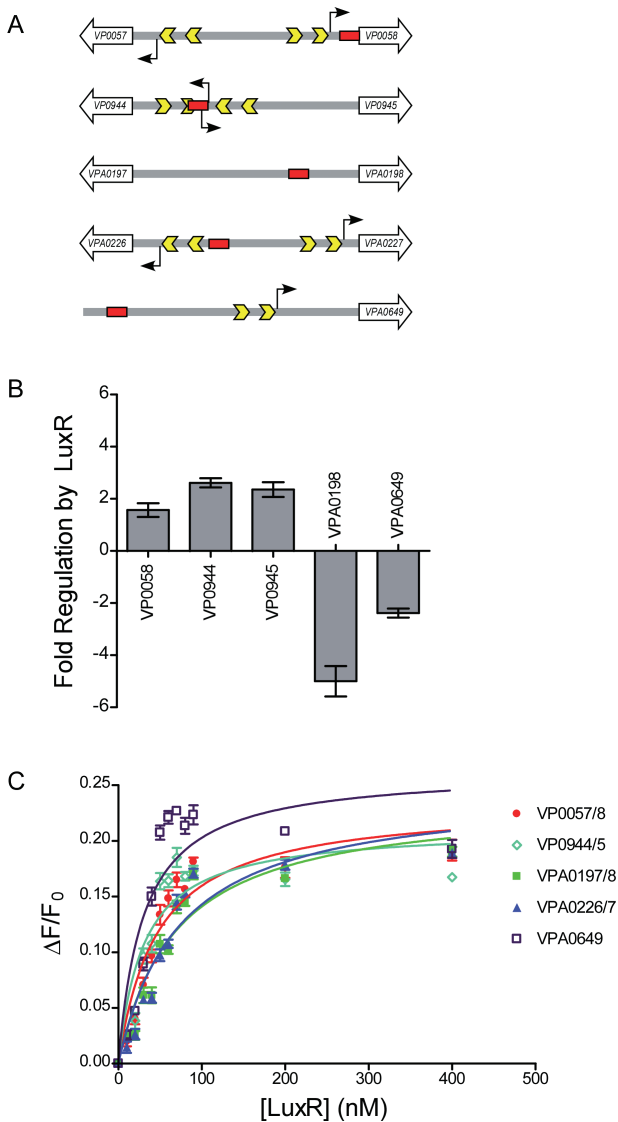 A
VP0057 VP0058
VP0944 VP0945
VPA0197 VPA0198
VPA0226 VPA0227
VPA0649
B
Fold Regulation by LuxR
6
4
2
0
-2
-4
-6
VP0058
VP0944
VP0945
VPA0198
VPA0649
C
ΔF/F0
0.25
0.20
0.15
0.10
0.05
0.00
0 100 200 300 400 500
[LuxR] (nM)
VP0057/8
VP0944/5
VPA0197/8
VPA0226/7
VPA0649